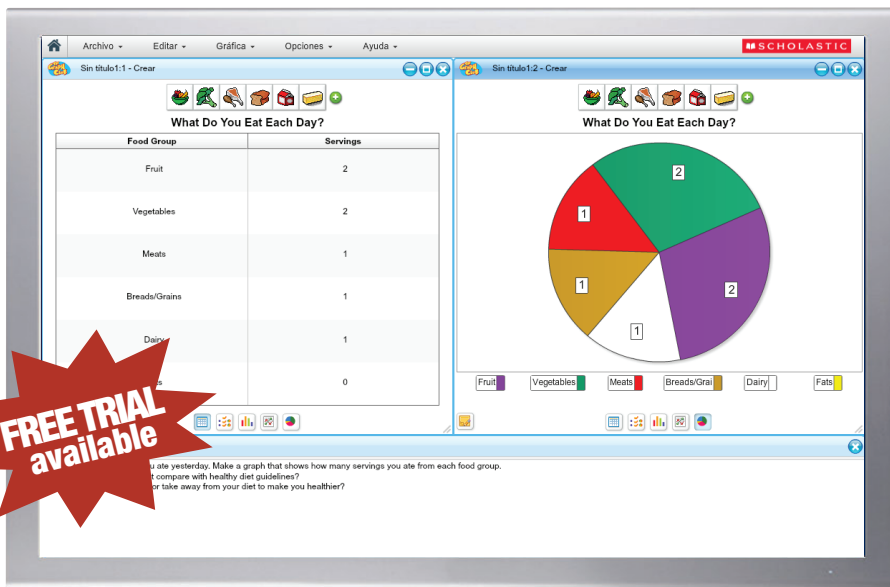 Archivo Editar Gráfica Opciones Ayuda
SCHOLASTIC
Sin título1:1 - Crear
What Do You Eat Each Day?
Food Group Servings
Fruit 2
Vegetables 2
Meats 1
Breads/Grains 1
Dairy 1
0
Sin título1:2 - Crear
What Do You Eat Each Day?
2
1
1
2
1
Fruit Vegetables Meats Breads/Grai Dairy Fats
ate yesterday. Make a graph that shows how many servings you ate from each food group.
compare with healthy diet guidelines?
or take away from your diet to make you healthier?
FREE TRIAL
available